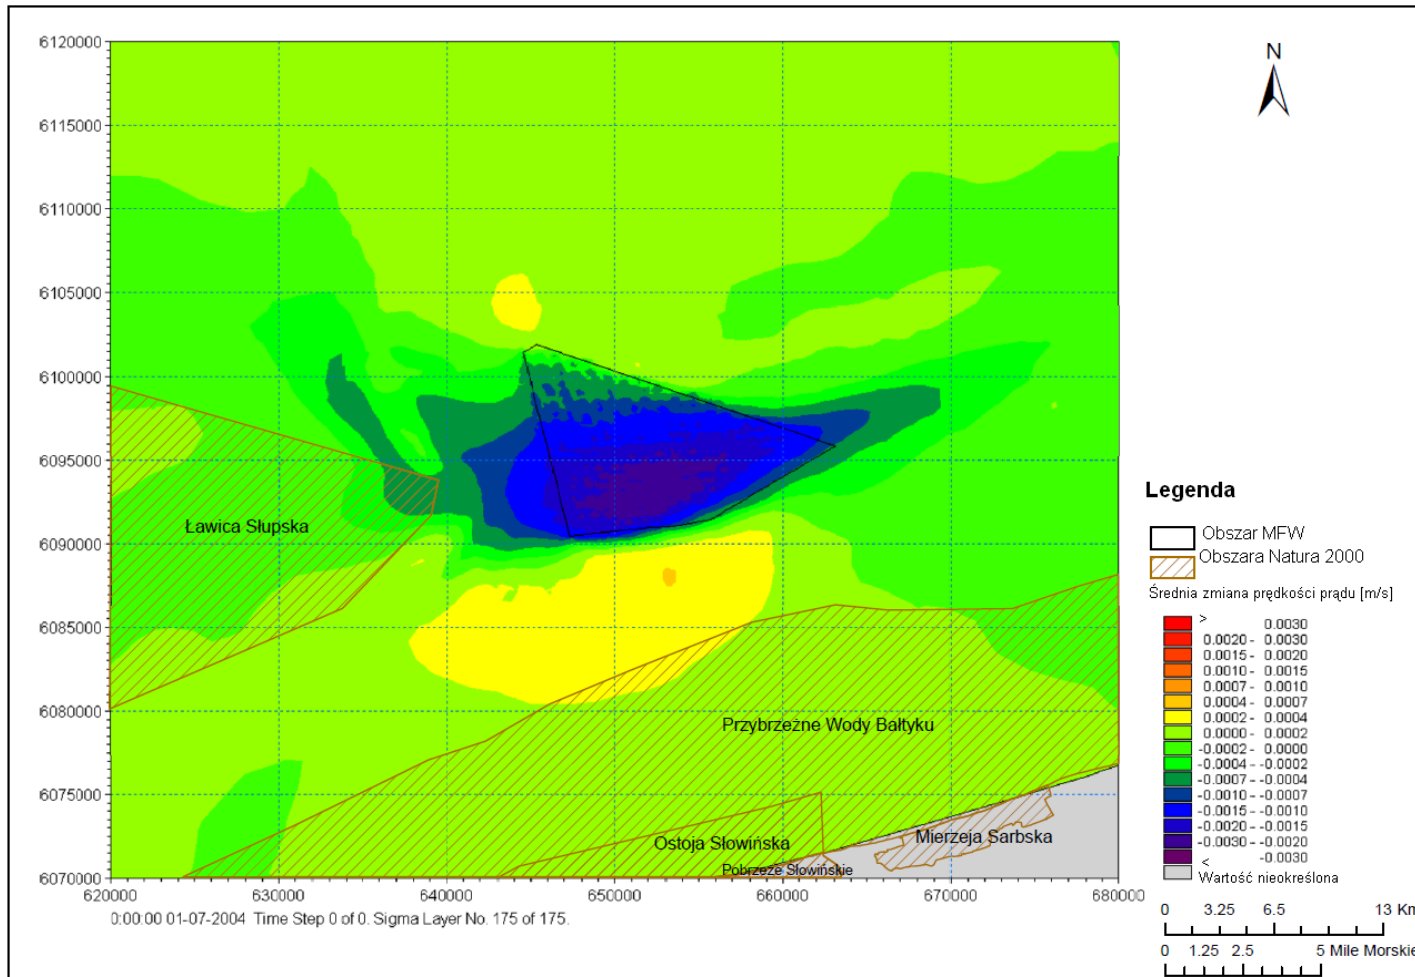 N
6120000
6115000
6110000
6105000
6100000
6095000
6090000
6085000
6080000
6075000
6070000
620000 630000 640000 650000 660000 670000 680000
Ławica Słupska
Przybrzeżne Wody Bałtyku
Ostoja Słowińska
Mierzeja Sarbska
Pobrzeże Słowińskie
0:00:00 01-07-2004 Time Step 0 of 0. Sigma Layer No. 175 of 175.
Legenda
Obszar MFW
Obszara Natura 2000
Średnia zmiana prędkości prądu [m/s]
> 0.0030
0.0020 - 0.0030
0.0015 - 0.0020
0.0010 - 0.0015
0.0007 - 0.0010
0.0004 - 0.0007
0.0002 - 0.0004
0.0000 - 0.0002
-0.0002 - 0.0000
-0.0004 - -0.0002
-0.0007 - -0.0004
-0.0010 - -0.0007
-0.0015 - -0.0010
-0.0020 - -0.0015
-0.0030 - -0.0020
< -0.0030
Wartość nieokreślona
0 3.25 6.5 13 Km
0 1.25 2.5 5 Mile Morskie